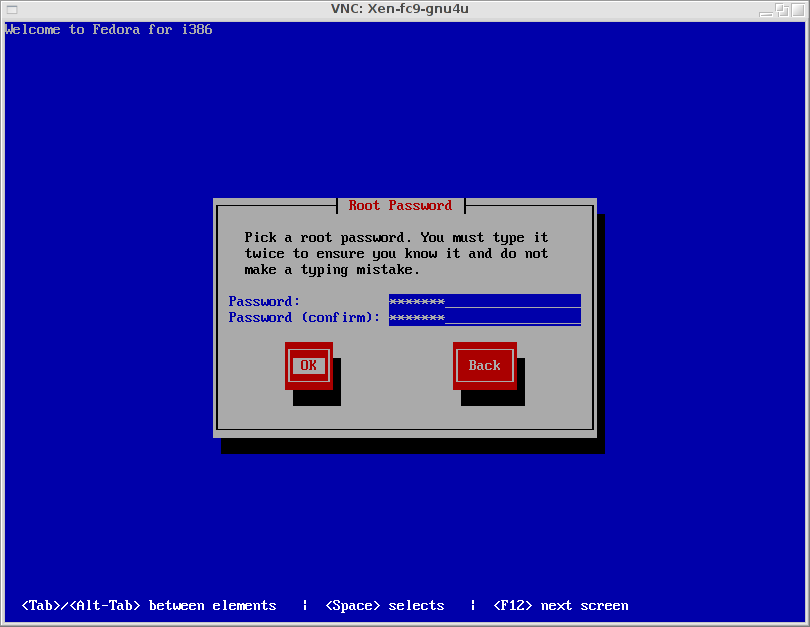 VNC: Xen-fc9-gnu4u
Welcome to Fedora for i386
Root Password
Pick a root password. You must type it
twice to ensure you know it and do not
make a typing mistake.
Password: *******
Password (confirm): *******
OK Back
<Tab>/<Alt-Tab> between elements | <Space> selects | <F12> next screen